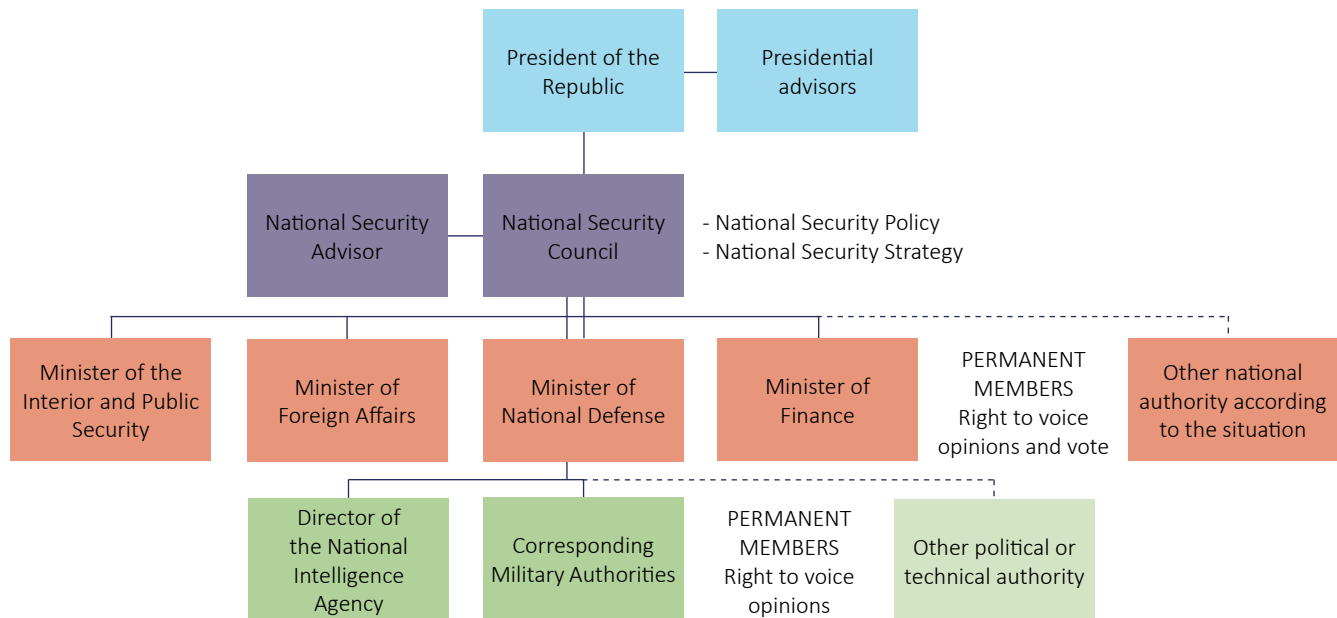 President of the
Republic
Presidential
advisors
National Security
Advisor
National Security
Council
- National Security Policy
- National Security Strategy
Minister of the
Interior and Public
Security
Minister of
Foreign Affairs
Minister of
National Defense
Minister of
Finance
PERMANENT
MEMBERS
Right to voice
opinions and vote
Other national
authority according
to the situation
Director of
the National
Intelligence
Agency
Corresponding
Military Authorities
PERMANENT
MEMBERS
Right to voice
opinions
Other political or
technical authority